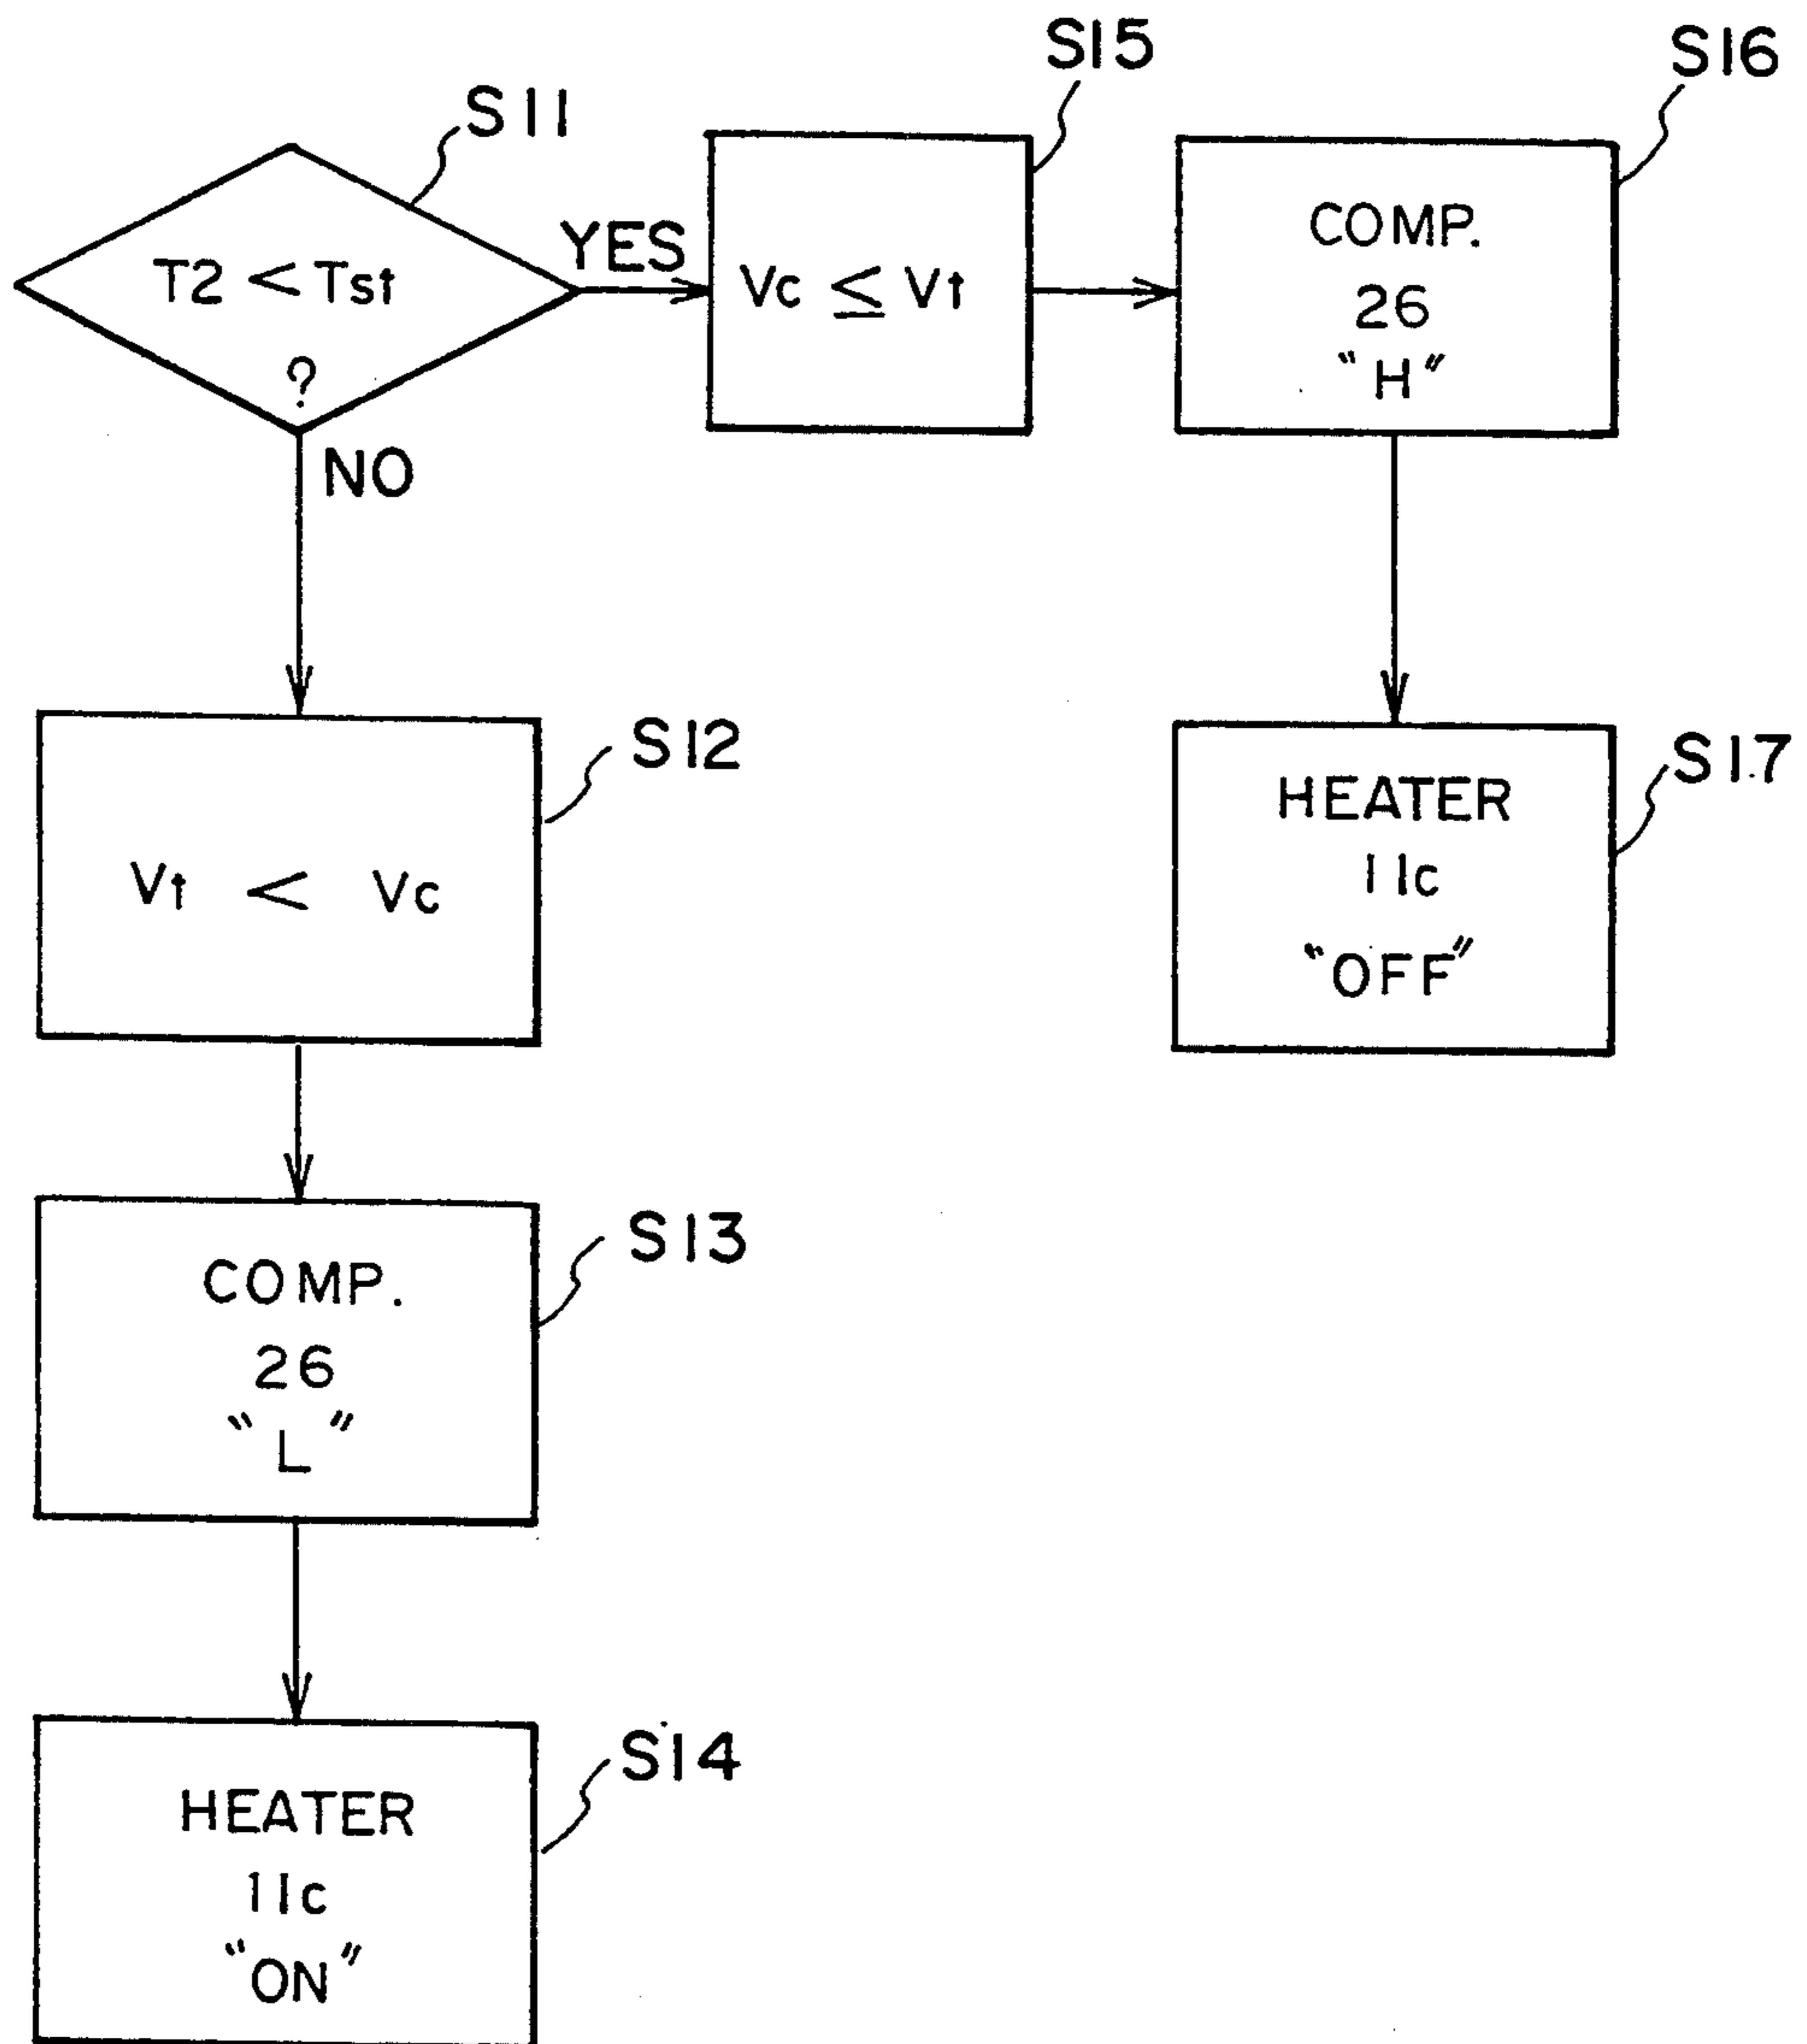 S11
T2 < Tst
?
YES
NO
S15
Vc ≤ Vt
S16
COMP.
26
"H"
S17
HEATER
11c
"OFF"
S12
Vt < Vc
S13
COMP.
26
"L"
S14
HEATER
11c
"ON"